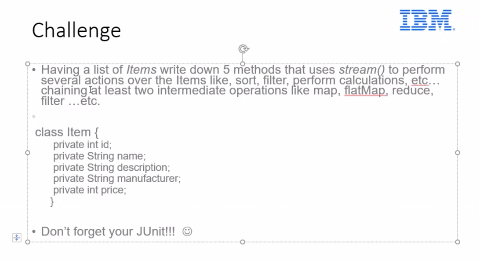 Challenge
IBM
• Having a list of Items write down 5 methods that uses stream() to perform
several actions over the Items like, sort, filter, perform calculations, etc…
chaining at least two intermediate operations like map, flatMap, reduce,
filter …etc.
class Item {
private int id;
private String name;
private String description;
private String manufacturer;
private int price;
}
• Don't forget your JUnit!!! ☺